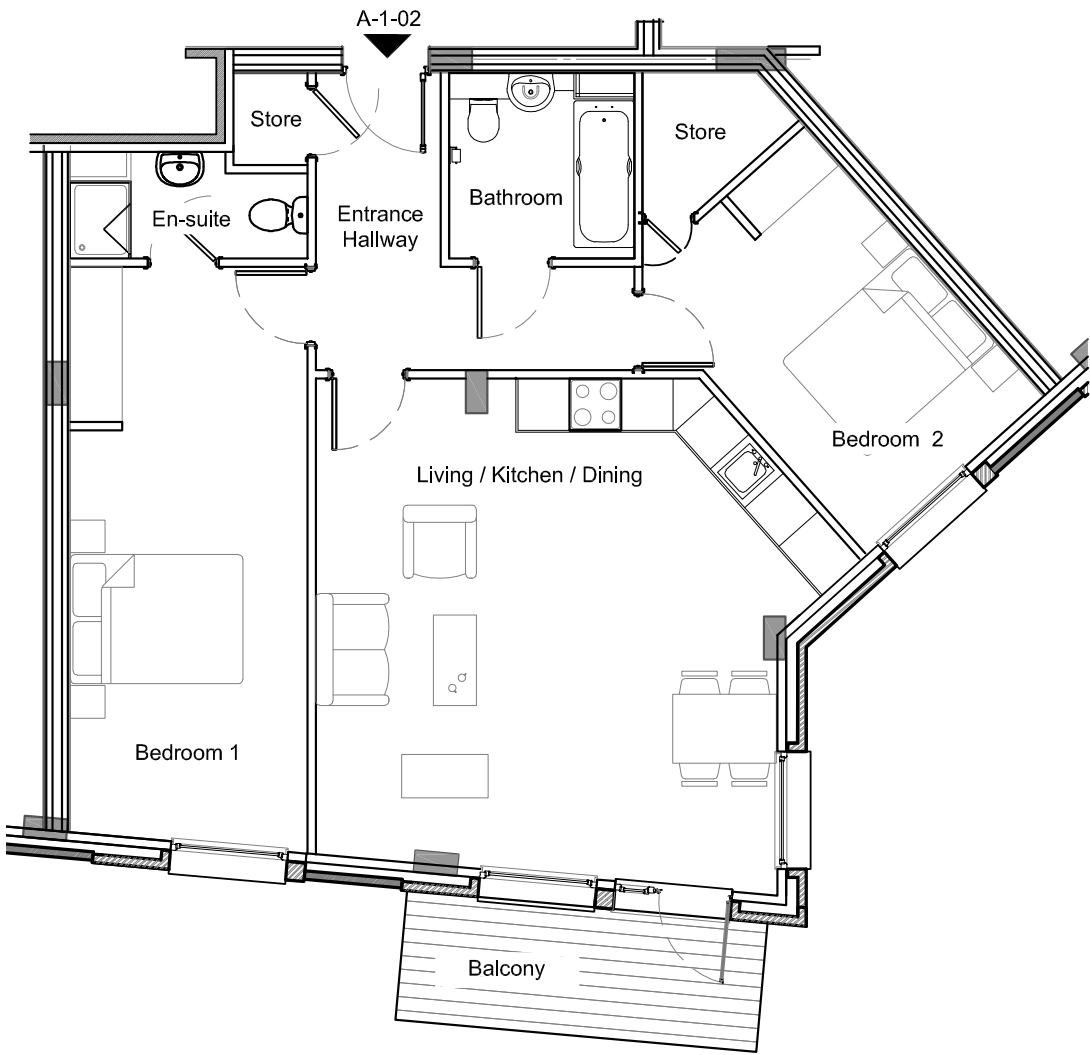 A-1-02
Store
Store
En-suite
Entrance
Hallway
Bathroom
Bedroom 2
Living / Kitchen / Dining
Bedroom 1
Balcony